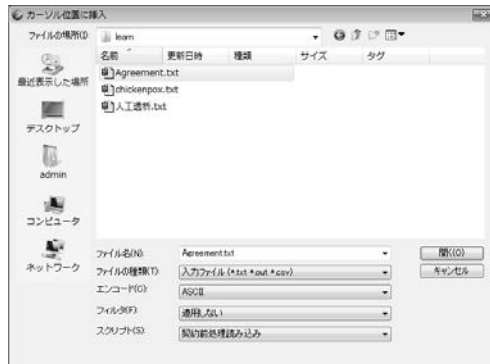 カーソル位置に挿入
ファイルの場所(I) learn
名前 更新日時 種類 サイズ タグ
Agreement.txt
chickenpox.txt
人工透析.txt
最近表示した場所
デスクトップ
admin
コンピュータ
ネットワーク
ファイル名(N): Agreement.txt 開く(O)
ファイルの種類(T): 入力ファイル (*.txt *.out *.csv) キャンセル
エンコード(C): ASCII
フィルタ(F): 適用しない
スクリプト(S): 契約前処理読み込み